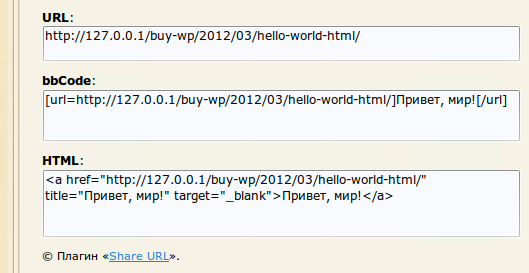 URL:
http://127.0.0.1/buy-wp/2012/03/hello-world-html/
bbCode:
[url=http://127.0.0.1/buy-wp/2012/03/hello-world-html/]Привет, мир![/url]
HTML:
<a href="http://127.0.0.1/buy-wp/2012/03/hello-world-html/"
title="Привет, мир!" target="_blank">Привет, мир!</a>
© Плагин «Share URL».